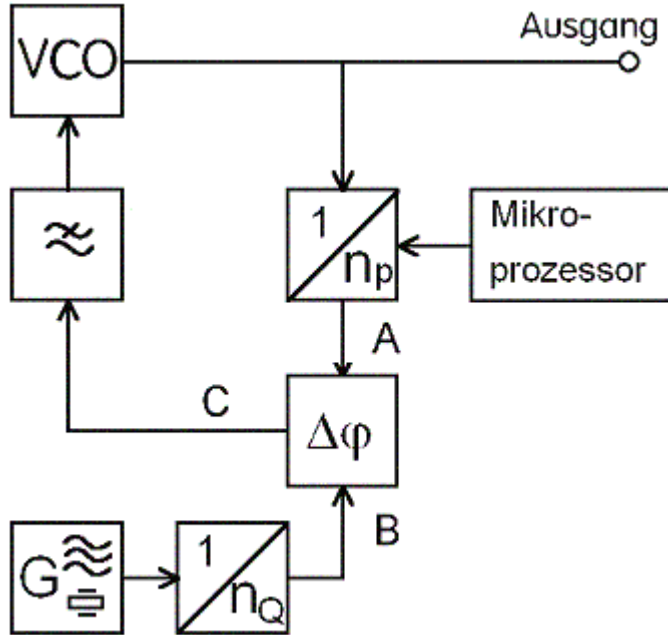 Ausgang
VCO
1
nP
Mikro-
prozessor
A
C
Δφ
B
G
1
nQ